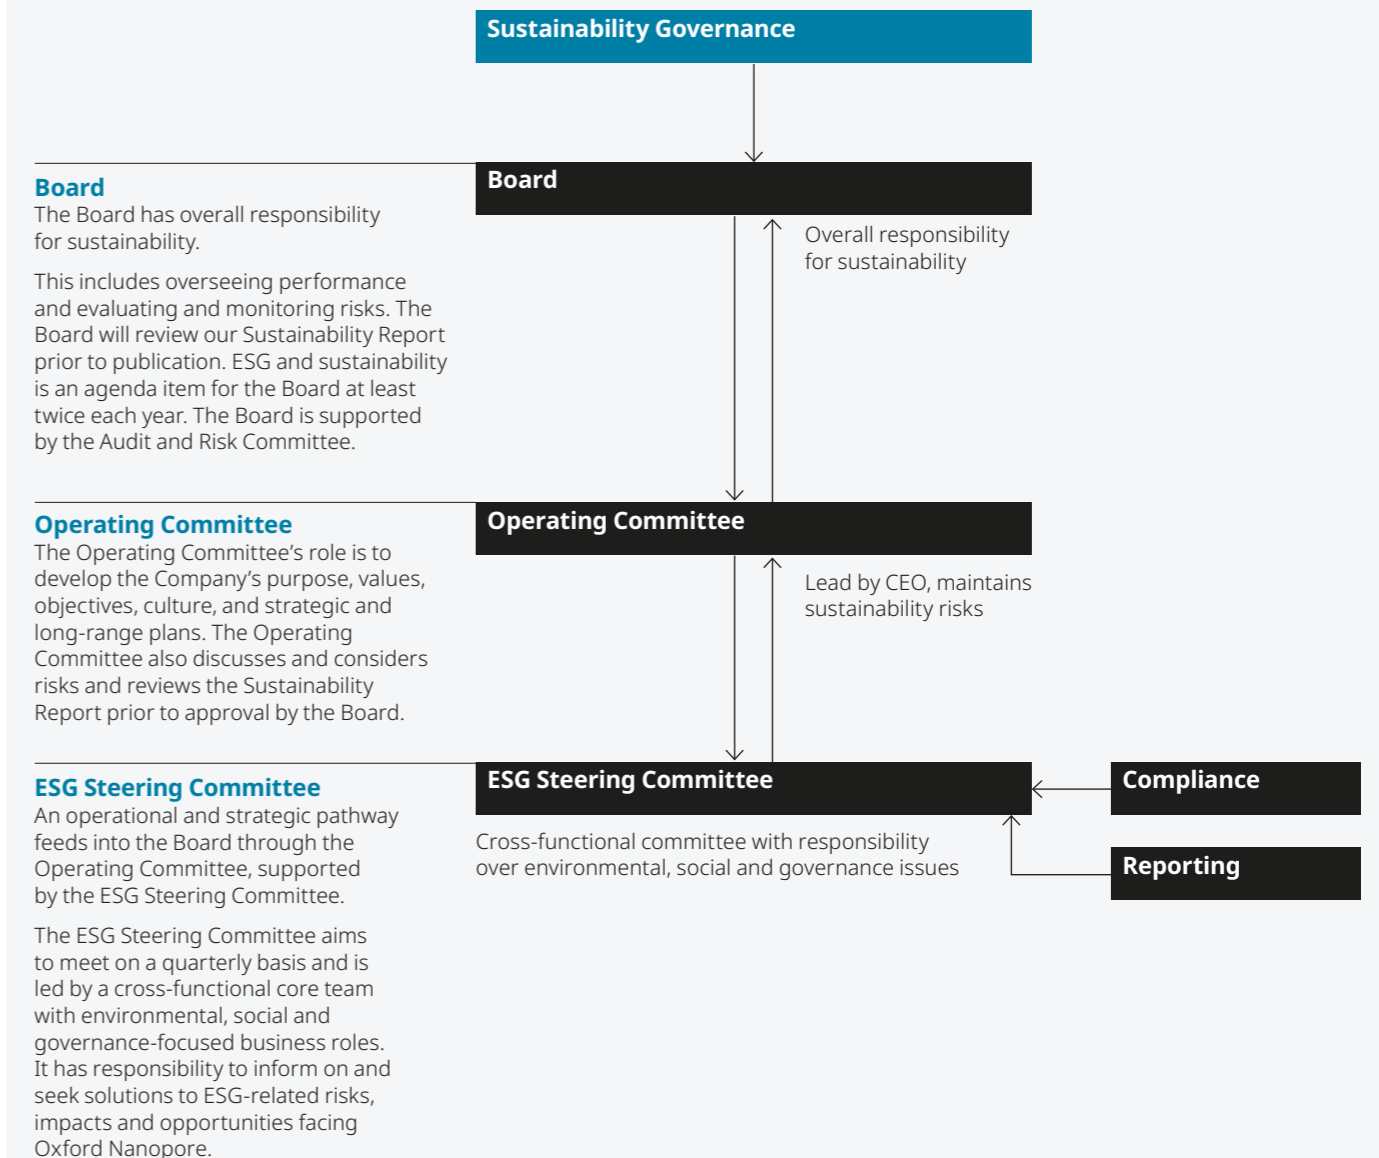 Sustainability Governance
Board
The Board has overall responsibility
for sustainability.
This includes overseeing performance
and evaluating and monitoring risks. The
Board will review our Sustainability Report
prior to publication. ESG and sustainability
is an agenda item for the Board at least
twice each year. The Board is supported
by the Audit and Risk Committee.
Board
Overall responsibility
for sustainability
Operating Committee
The Operating Committee’s role is to
develop the Company’s purpose, values,
objectives, culture, and strategic and
long-range plans. The Operating
Committee also discusses and considers
risks and reviews the Sustainability
Report prior to approval by the Board.
Operating Committee
Lead by CEO, maintains
sustainability risks
ESG Steering Committee
An operational and strategic pathway
feeds into the Board through the
Operating Committee, supported
by the ESG Steering Committee.
The ESG Steering Committee aims
to meet on a quarterly basis and is
led by a cross-functional core team
with environmental, social and
governance-focused business roles.
It has responsibility to inform on and
seek solutions to ESG-related risks,
impacts and opportunities facing
Oxford Nanopore.
ESG Steering Committee
Cross-functional committee with responsibility
over environmental, social and governance issues
Compliance
Reporting